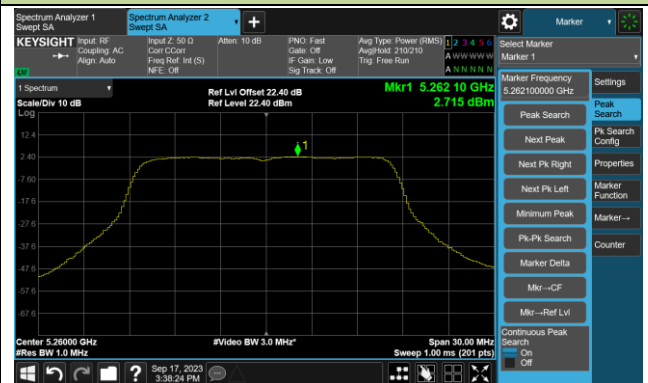 Spectrum Analyzer 1
Swept SA
Spectrum Analyzer 2
Swept SA
Marker
KEYSIGHT
Input: RF
Coupling: AC
Align: Auto
Input Z: 50 Ω
Corr CCorr
Freq Ref: Int (S)
NFE: Off
Atten: 10 dB
PNO: Fast
Gate: Off
IF Gain: Low
Sig Track: Off
Avg Type: Power (RMS)
Avg|Hold: 210/210
Trig: Free Run
1 2 3 4 5 6
A W W W W W
A N N N N N
LXI
Select Marker
Marker 1
1 Spectrum
Scale/Div 10 dB
Log
Ref Lvl Offset 22.40 dB
Ref Level 22.40 dBm
Mkr1 5.262 10 GHz
2.715 dBm
12.4
2.40
-7.60
-17.6
-27.6
-37.6
-47.6
-57.6
-67.6
1
Center 5.26000 GHz
#Res BW 1.0 MHz
#Video BW 3.0 MHz*
Span 30.00 MHz
Sweep 1.00 ms (201 pts)
Marker Frequency
5.262100000 GHz
Peak Search
Next Peak
Next Pk Right
Next Pk Left
Minimum Peak
Pk-Pk Search
Marker Delta
Mkr→CF
Mkr→Ref Lvl
Continuous Peak
Search
On
Off
Settings
Peak
Search
Pk Search
Config
Properties
Marker
Function
Marker→
Counter
Sep 17, 2023
3:38:24 PM